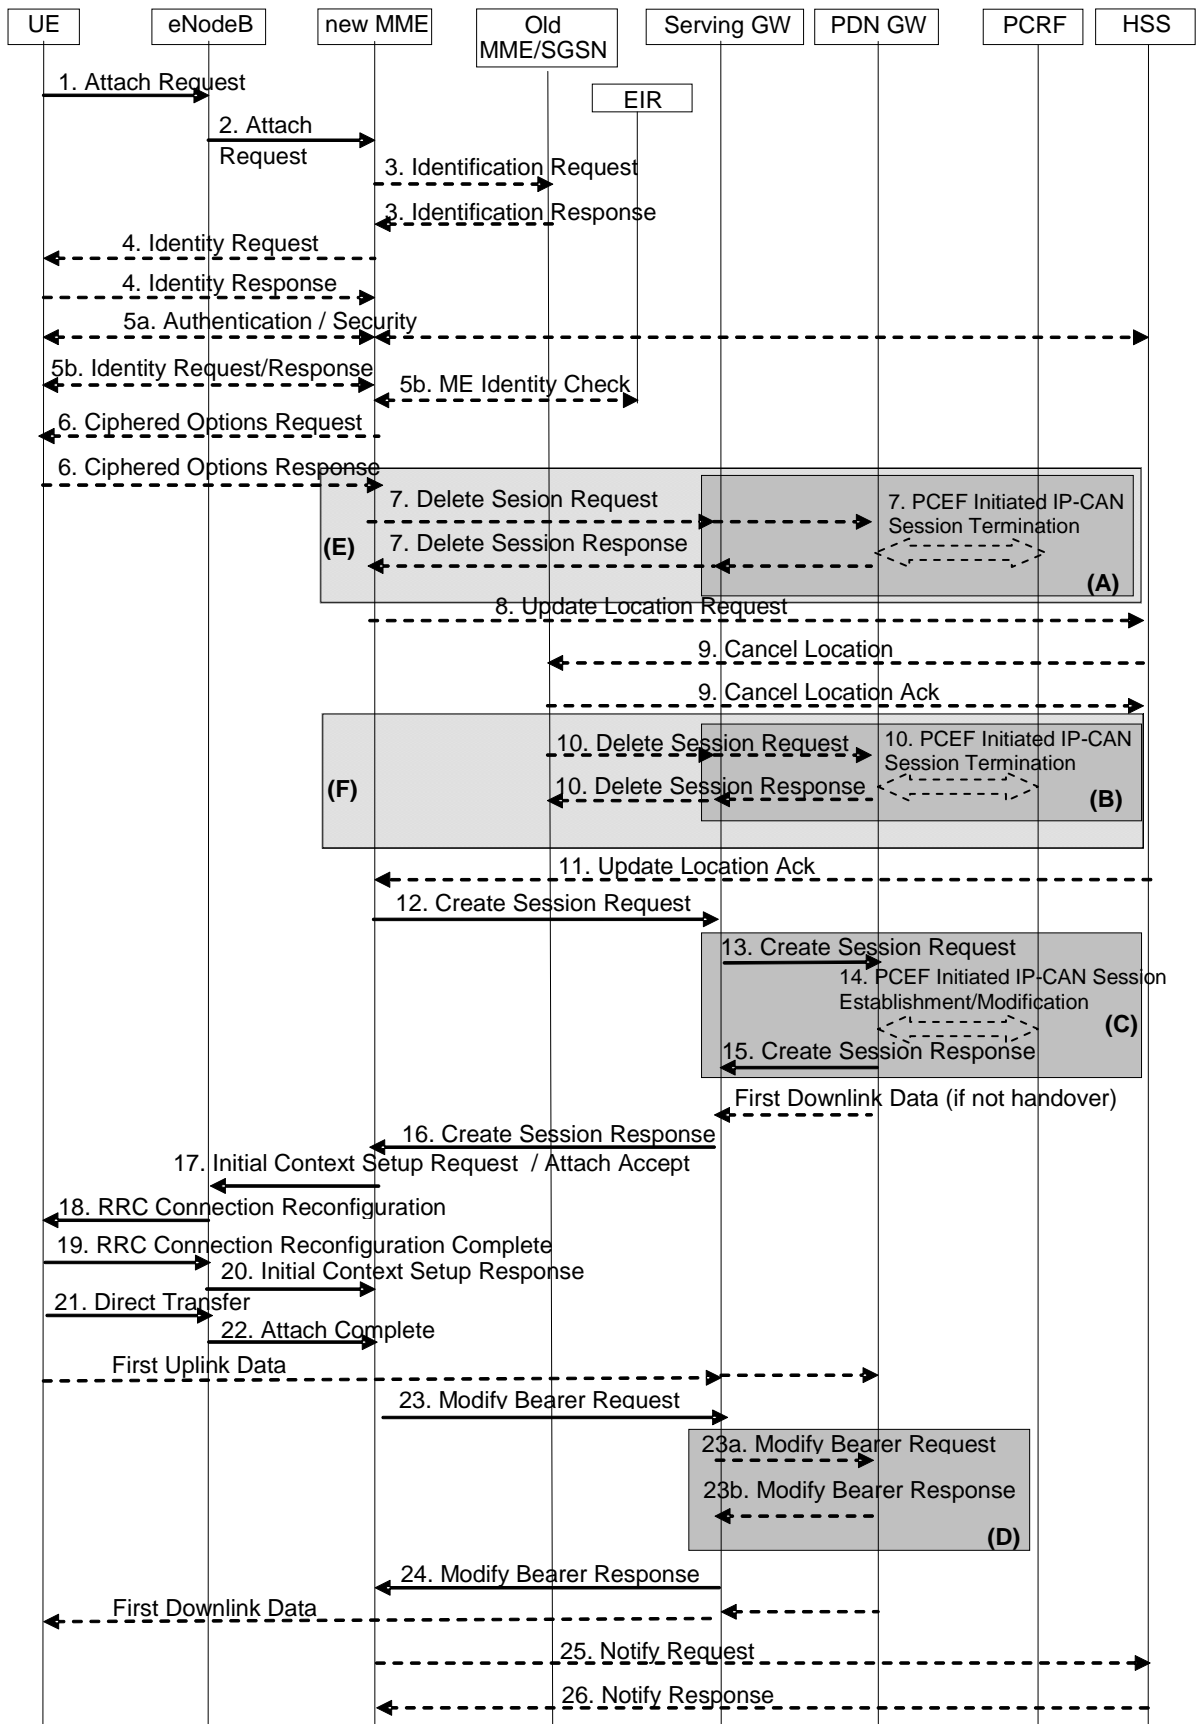 UE
eNodeB
new MME
Old
MME/SGSN
Serving GW
PDN GW
PCRF
HSS
EIR
1. Attach Request
2. Attach
Request
3. Identification Request
3. Identification Response
4. Identity Request
4. Identity Response
5a. Authentication / Security
5b. Identity Request/Response
5b. ME Identity Check
6. Ciphered Options Request
6. Ciphered Options Response
7. Delete Sesion Request
7. PCEF Initiated IP-CAN
Session Termination
(E)
7. Delete Session Response
(A)
8. Update Location Request
9. Cancel Location
9. Cancel Location Ack
10. Delete Session Request
10. PCEF Initiated IP-CAN
Session Termination
(F)
10. Delete Session Response
(B)
11. Update Location Ack
12. Create Session Request
13. Create Session Request
14. PCEF Initiated IP-CAN Session
Establishment/Modification
(C)
15. Create Session Response
First Downlink Data (if not handover)
16. Create Session Response
17. Initial Context Setup Request / Attach Accept
18. RRC Connection Reconfiguration
19. RRC Connection Reconfiguration Complete
20. Initial Context Setup Response
21. Direct Transfer
22. Attach Complete
First Uplink Data
23. Modify Bearer Request
23a. Modify Bearer Request
23b. Modify Bearer Response
(D)
24. Modify Bearer Response
First Downlink Data
25. Notify Request
26. Notify Response